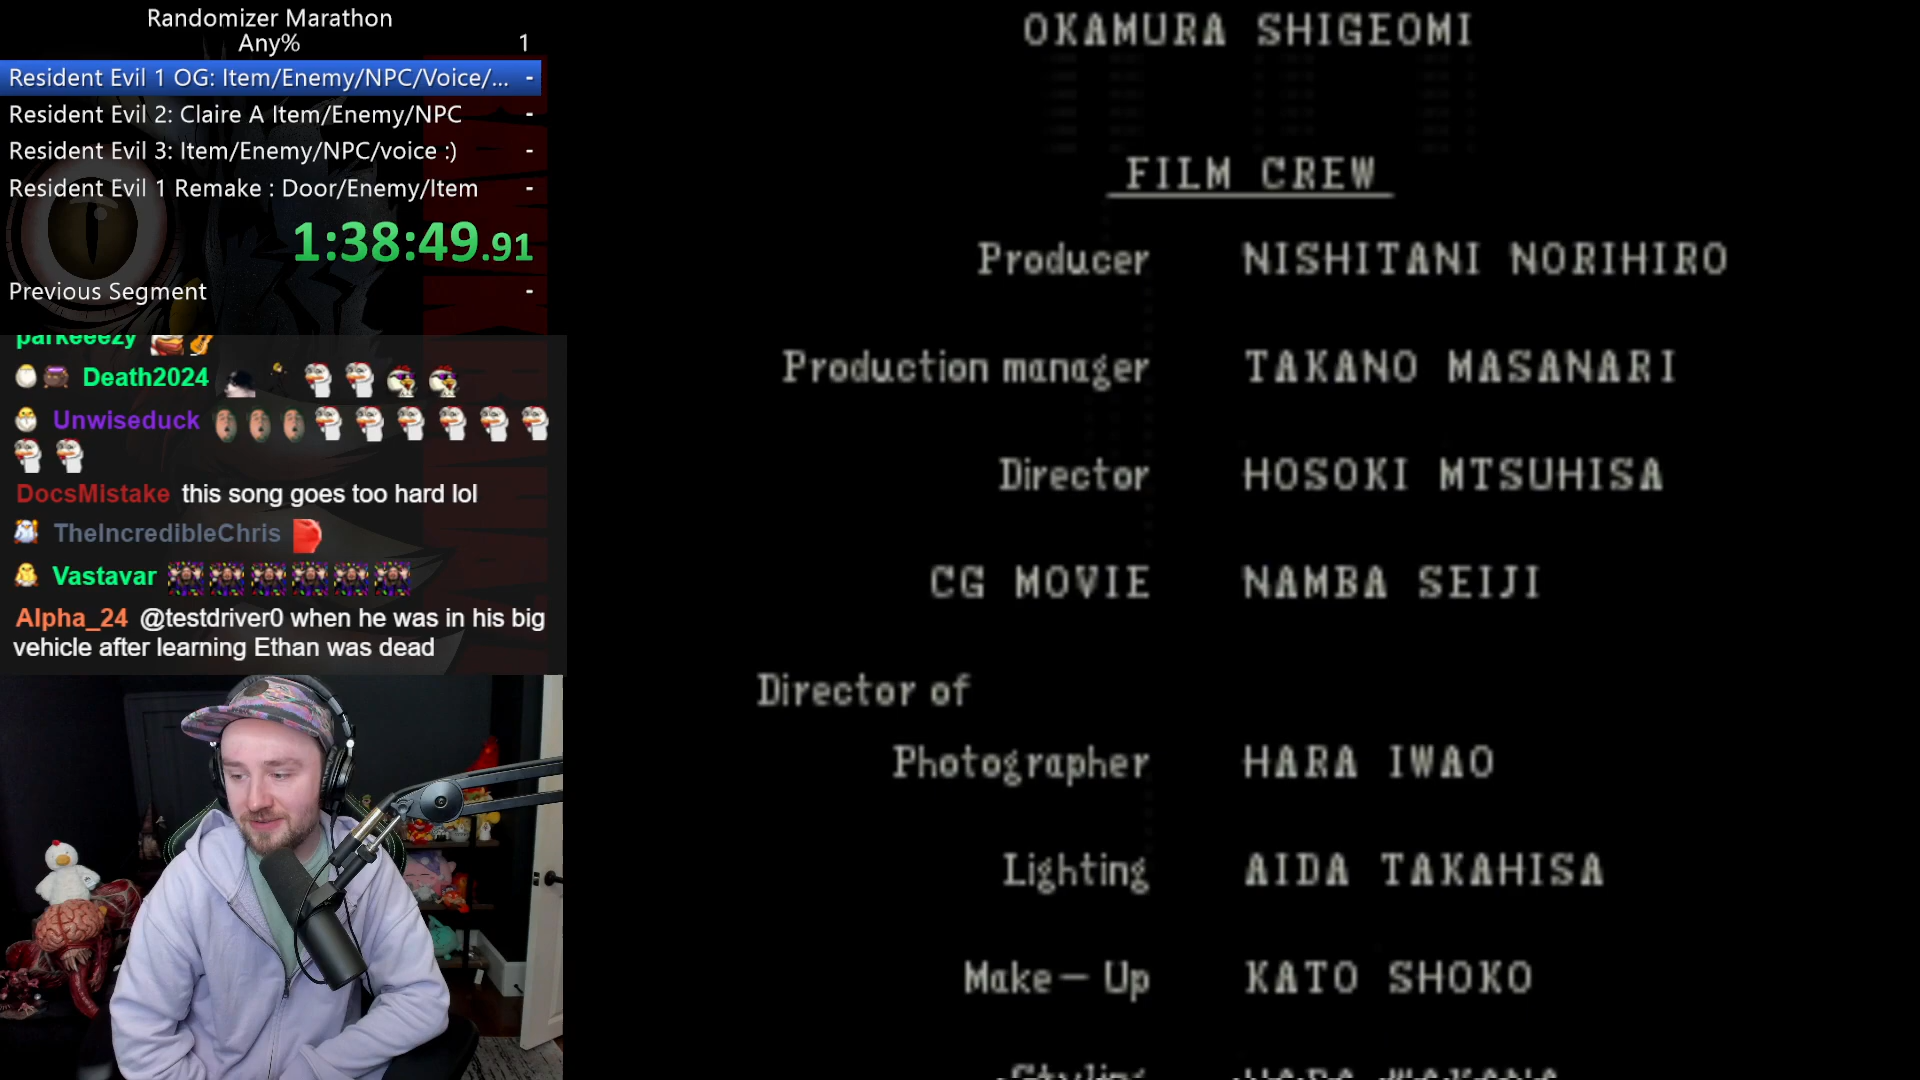 Randomizer Marathon
Any% 1
Resident Evil 1 OG: Item/Enemy/NPC/Voice/... -
Resident Evil 2: Claire A Item/Enemy/NPC -
Resident Evil 3: Item/Enemy/NPC/voice :) -
Resident Evil 1 Remake : Door/Enemy/Item -
1:38:49.91
Previous Segment -
parkeeezy
Death2024
Unwiseduck
DocsMistake this song goes too hard lol
TheIncredibleChris
Vastavar
Alpha_24 @testdriver0 when he was in his big
vehicle after learning Ethan was dead
OKAMURA SHIGEOMI
FILM CREW
Producer NISHITANI NORIHIRO
Production manager TAKANO MASANARI
Director HOSOKI MTSUHISA
CG MOVIE NAMBA SEIJI
Director of
Photographer HARA IWAO
Lighting AIDA TAKAHISA
Make－Up KATO SHOKO
Styling